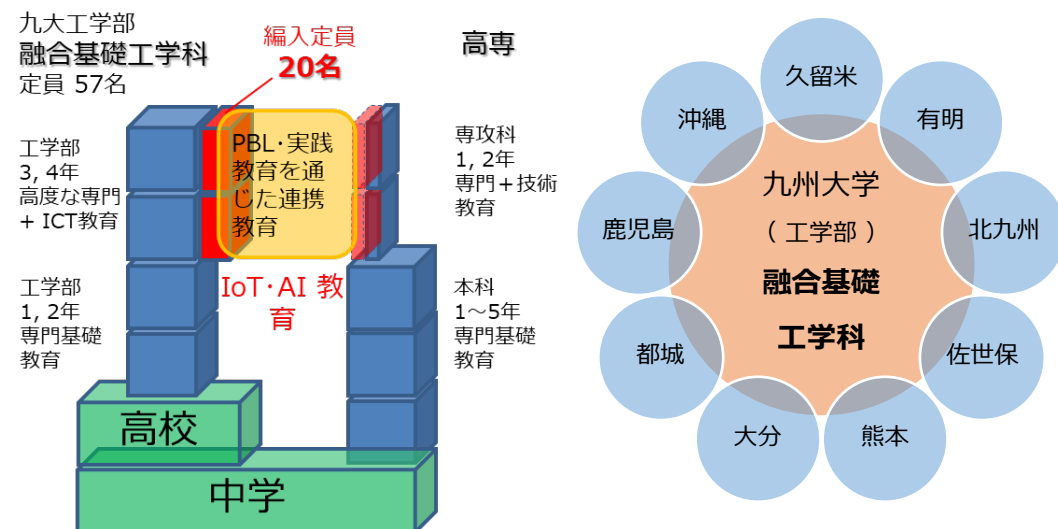 九大工学部
融合基礎工学科
定員 57名
編入定員
20名
高専
工学部
3, 4年
高度な専門
+ ICT教育
PBL・実践
教育を通
じた連携
教育
専攻科
1, 2年
専門＋技術
教育
工学部
1, 2年
専門基礎
教育
IoT・AI 教
育
本科
1～5年
専門基礎
教育
高校
中学
久留米
有明
北九州
佐世保
熊本
大分
都城
鹿児島
沖縄
九州大学
（ 工学部 ）
融合基礎
工学科